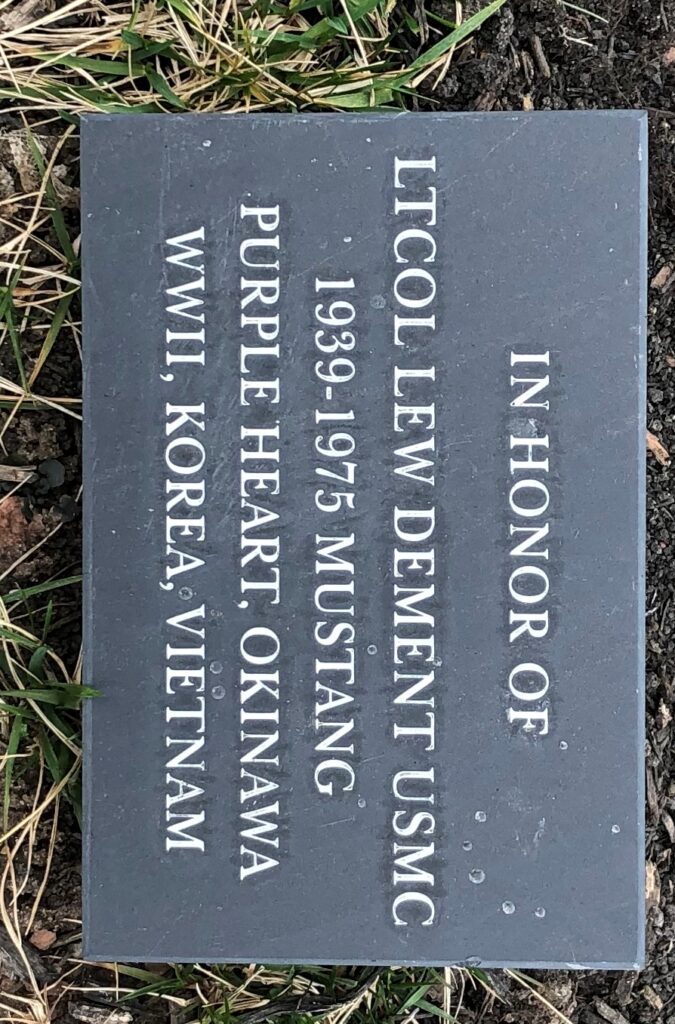 IN HONOR OF
LTCOL LEW DEMENT USMC
1939-1975 MUSTANG
PURPLE HEART, OKINAWA
WWII, KOREA, VIETNAM